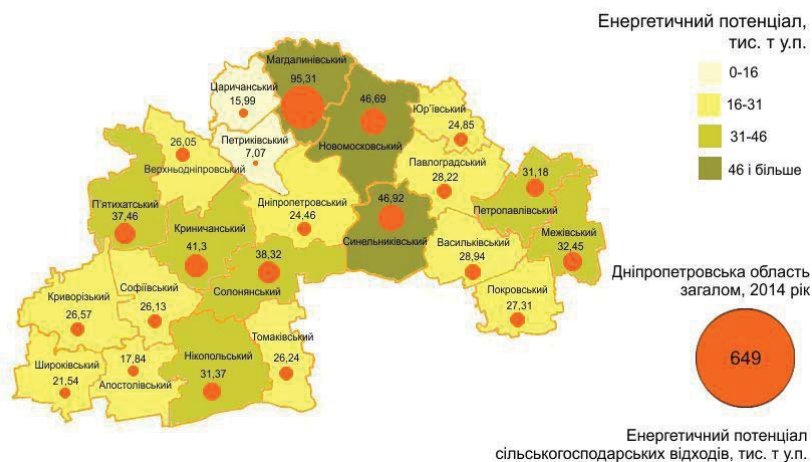 Енергетичний потенціал,
тис. т у.п.
0-16
16-31
31-46
46 і більше
Магдалинівський
95,31
Царичанський
15,99
46,69
Новомосковський
Юр'ївський
24,85
Петриківський
7,07
26,05
Верхньодніпровський
Павлоградський
28,22
31,18
Петропавлівський
П'ятихатський
37,46
Дніпропетровський
24,46
46,92
Синельниківський
Криничанський
41,3
Васильківський
28,94
Межівський
32,45
38,32
Солонянський
Софіївський
26,13
Покровський
27,31
Криворізький
26,57
Томаківський
26,24
Нікопольський
31,37
Широківський
21,54
17,84
Апостолівський
Дніпропетровська область
загалом, 2014 рік
649
Енергетичний потенціал
сільськогосподарських відходів, тис. т у.п.